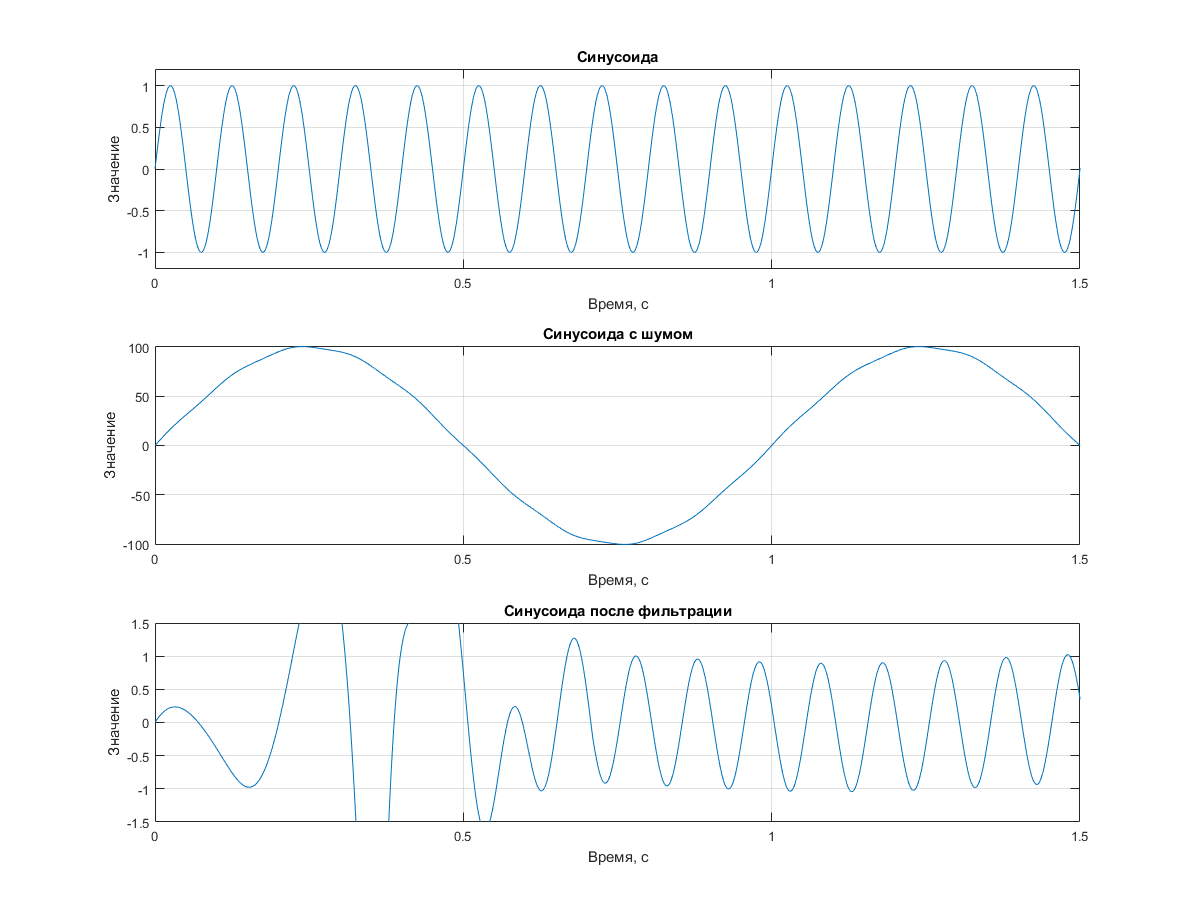 Синусоида
1
0.5
0
-0.5
-1
Значение
0 0.5 1 1.5
Время, с
Синусоида с шумом
100
50
0
-50
-100
Значение
0 0.5 1 1.5
Время, с
Синусоида после фильтрации
1.5
1
0.5
0
-0.5
-1
-1.5
Значение
0 0.5 1 1.5
Время, с